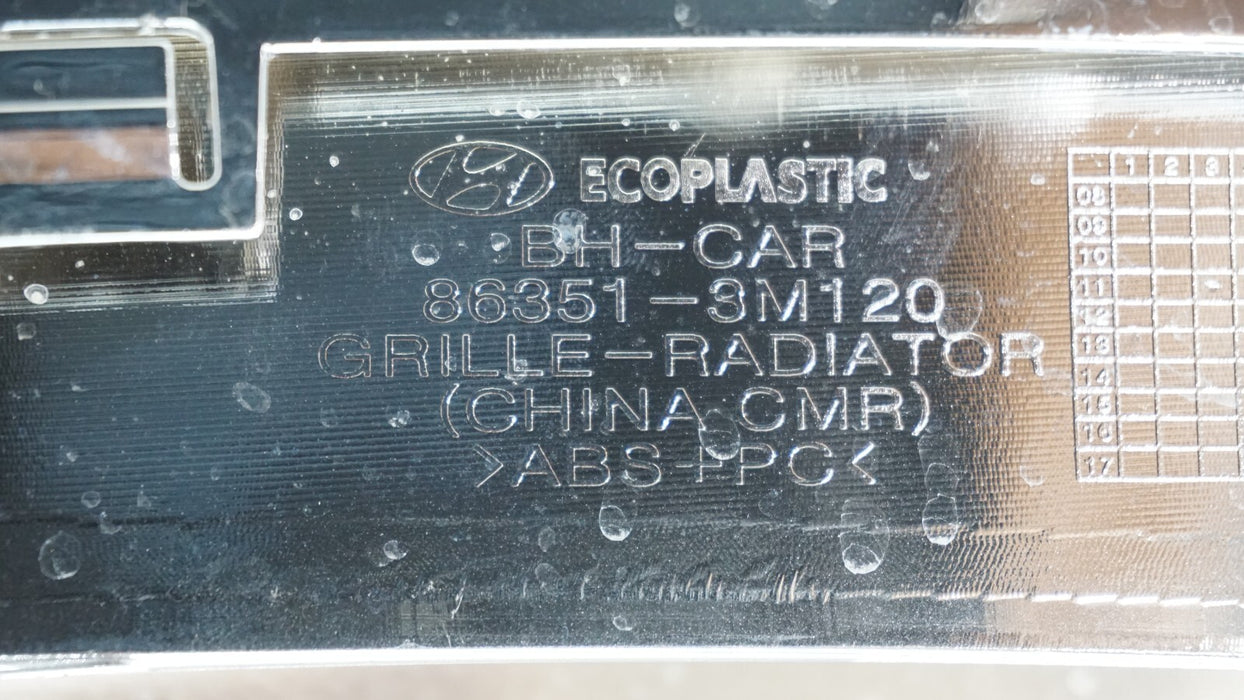 ECOPLASTIC
BH-CAR
86351-3M120
GRILLE-RADIATOR
(CHINA CMR)
>ABS+PC<
1 2 3
08
09
10
11
12
13
14
15
16
17